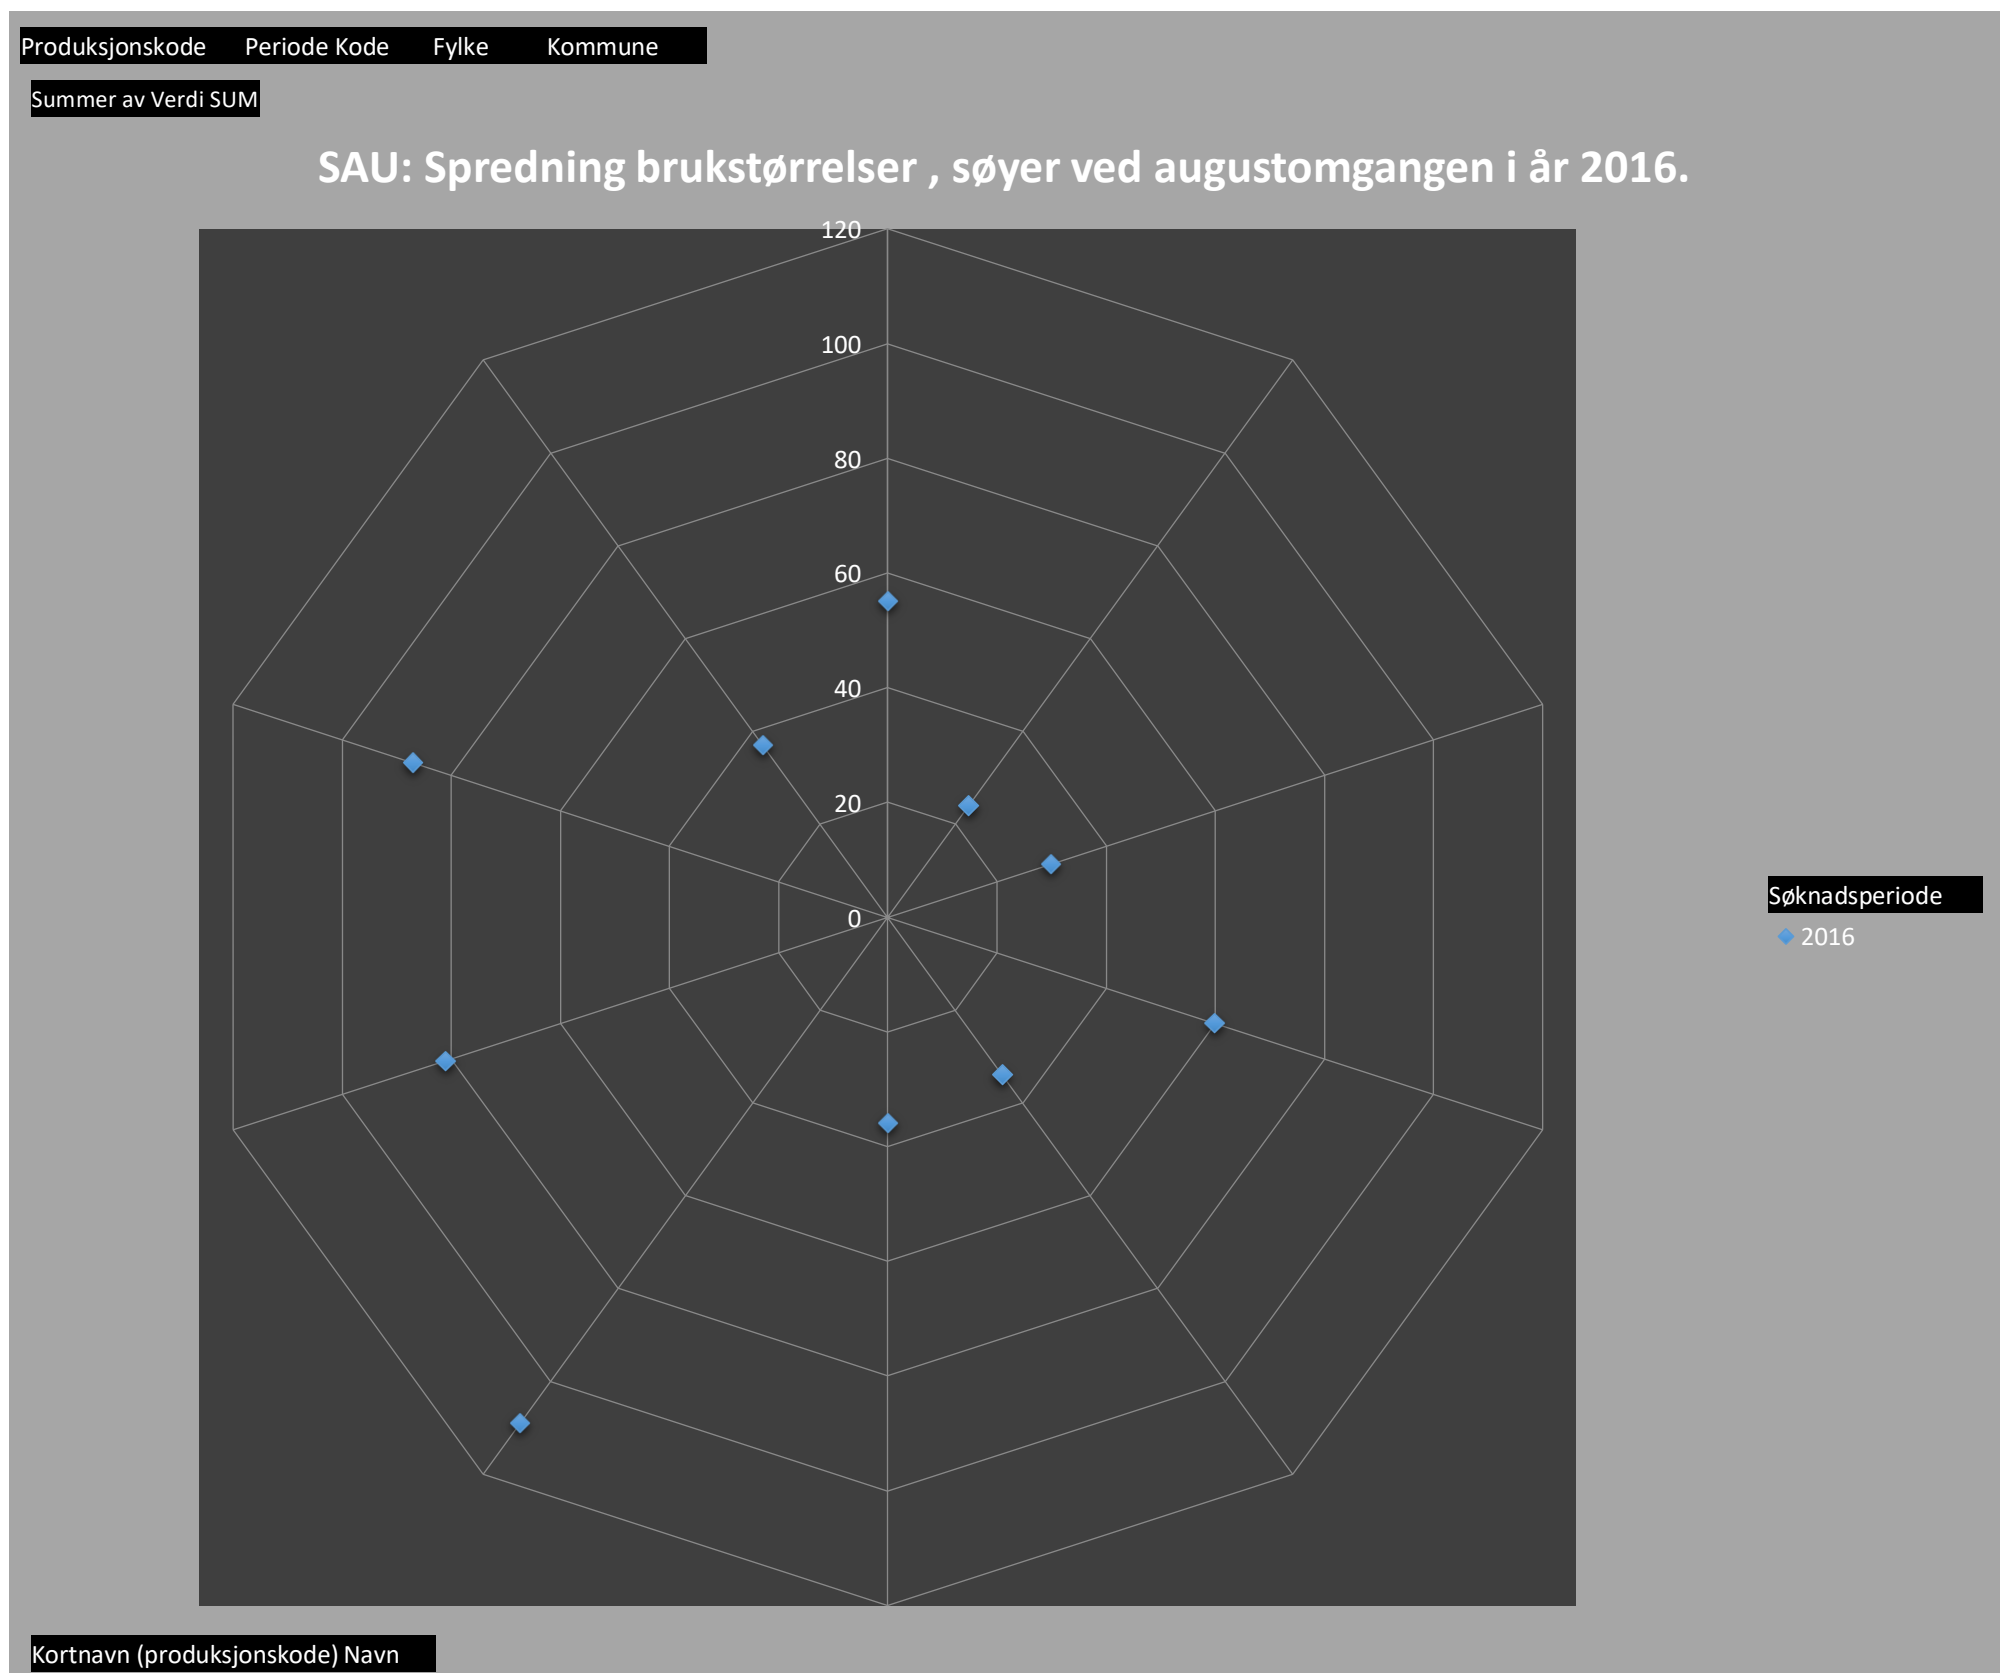 Produksjonskode Periode Kode Fylke Kommune
Summer av Verdi SUM
SAU: Spredning brukstørrelser , søyer ved augustomgangen i år 2016.
120
100
80
60
40
20
0
Søknadsperiode
2016
Kortnavn (produksjonskode) Navn